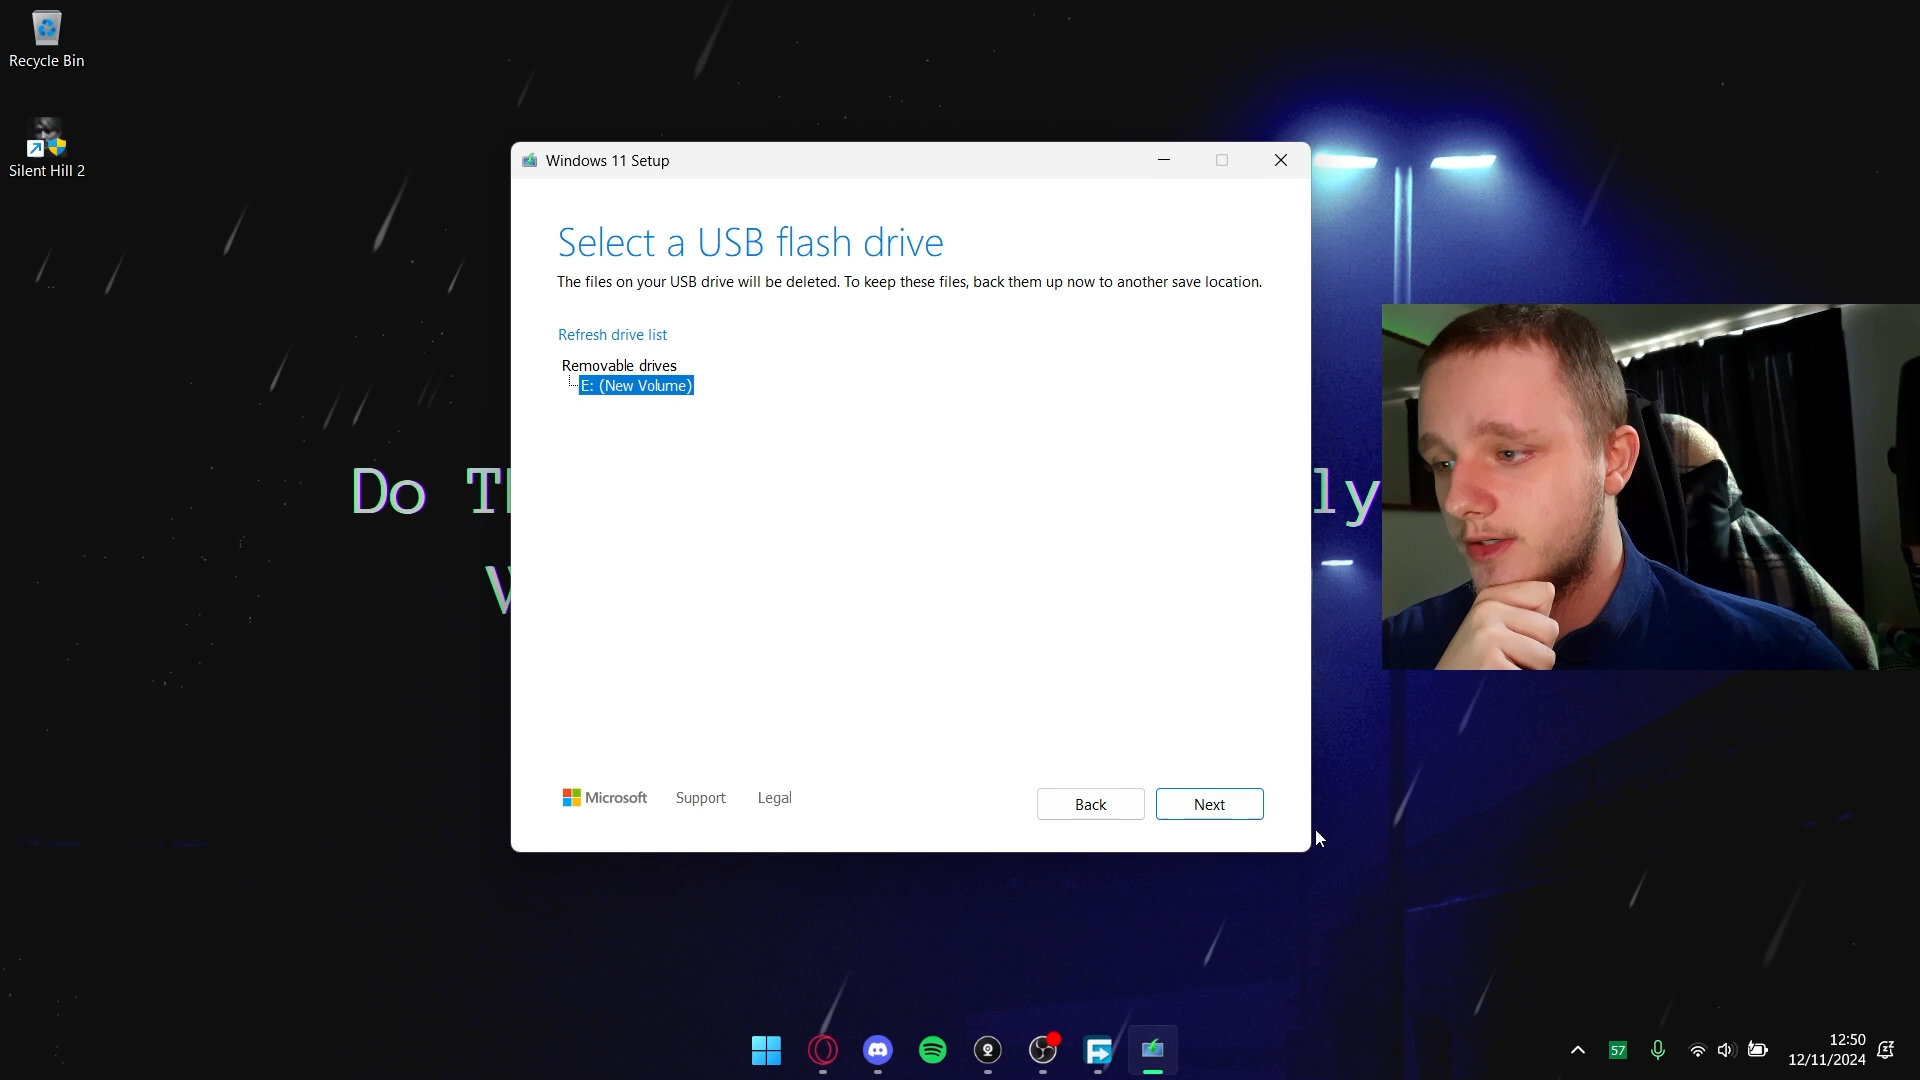 Recycle Bin
Silent Hill 2
Windows 11 Setup
Select a USB flash drive
The files on your USB drive will be deleted. To keep these files, back them up now to another save location.
Refresh drive list
Removable drives
E: (New Volume)
Do
ly
Microsoft
Support
Legal
Back
Next
57
12:50
12/11/2024